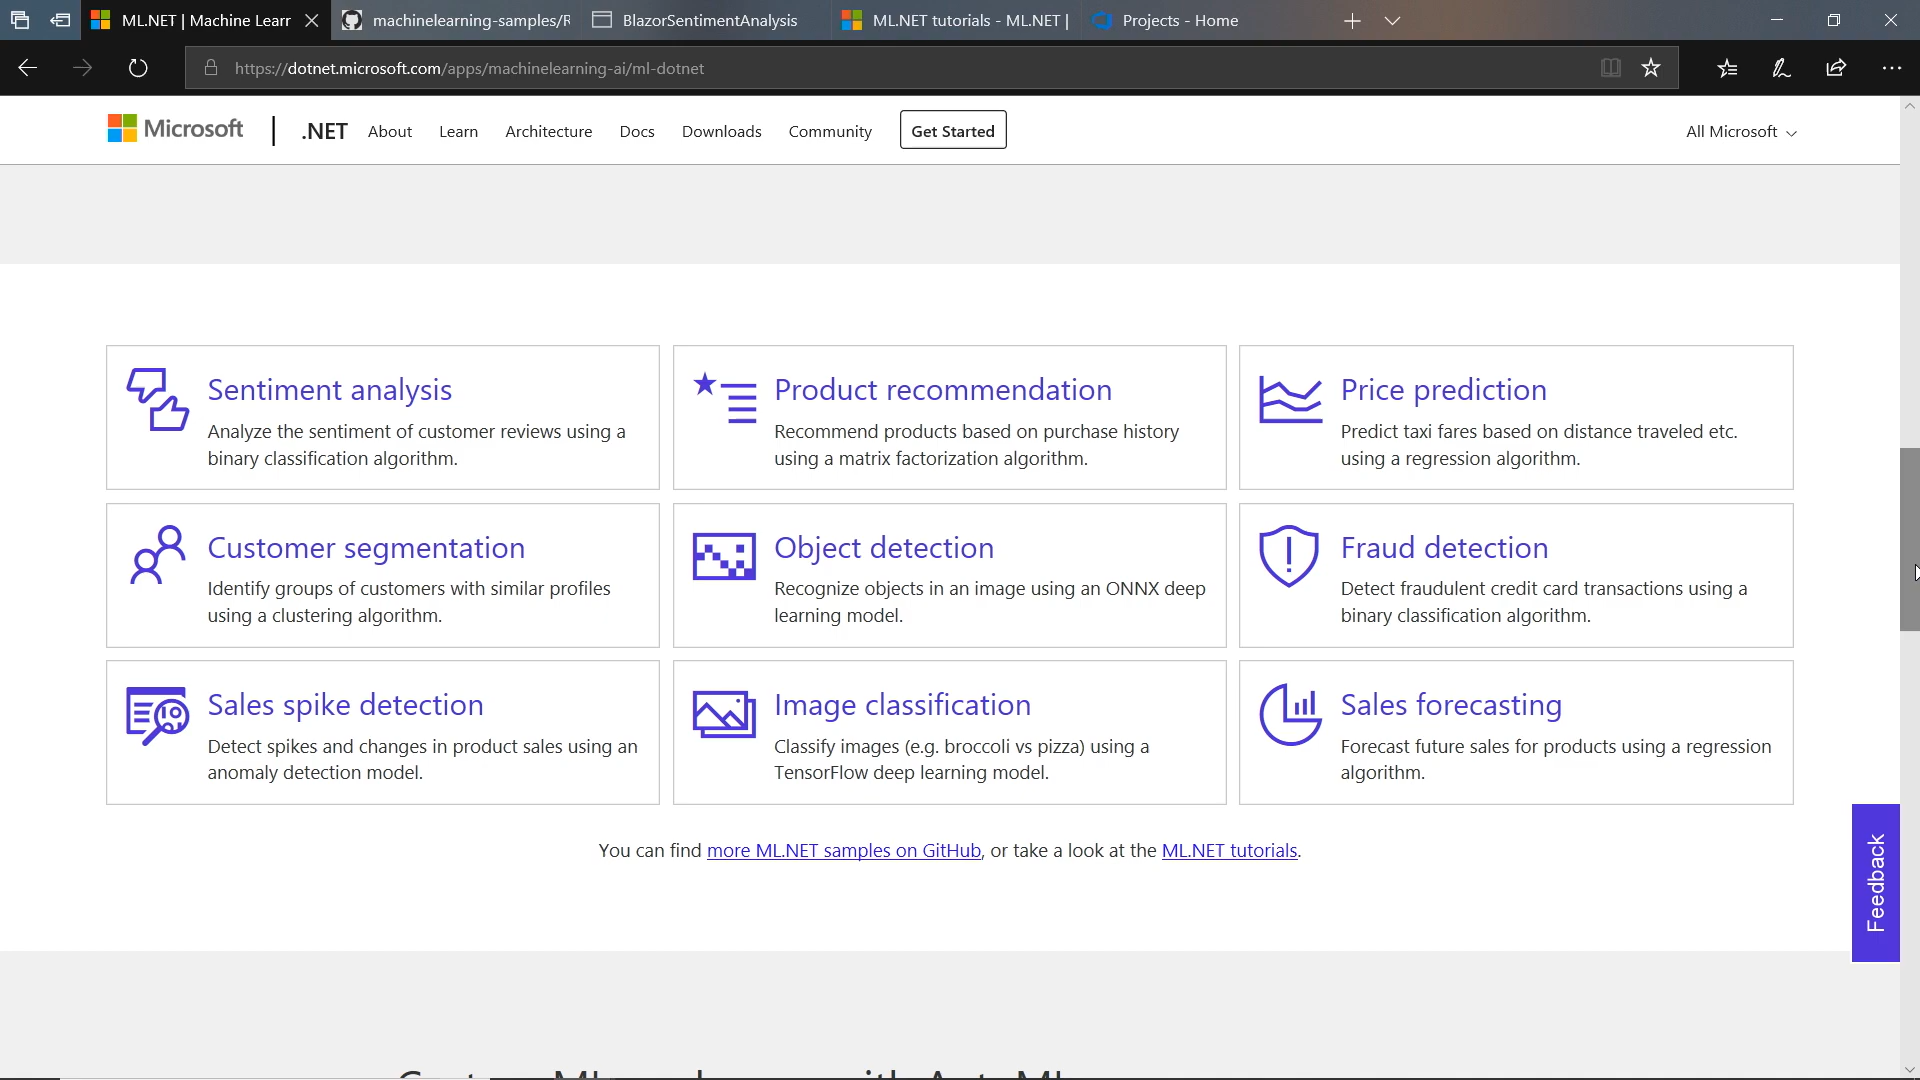 ML.NET | Machine Learr
machinelearning-samples/R
BlazorSentimentAnalysis
ML.NET tutorials - ML.NET |
Projects - Home
https://dotnet.microsoft.com/apps/machinelearning-ai/ml-dotnet
Microsoft
.NET
About
Learn
Architecture
Docs
Downloads
Community
Get Started
All Microsoft
Sentiment analysis
Analyze the sentiment of customer reviews using a
binary classification algorithm.
Product recommendation
Recommend products based on purchase history
using a matrix factorization algorithm.
Price prediction
Predict taxi fares based on distance traveled etc.
using a regression algorithm.
Customer segmentation
Identify groups of customers with similar profiles
using a clustering algorithm.
Object detection
Recognize objects in an image using an ONNX deep
learning model.
Fraud detection
Detect fraudulent credit card transactions using a
binary classification algorithm.
Sales spike detection
Detect spikes and changes in product sales using an
anomaly detection model.
Image classification
Classify images (e.g. broccoli vs pizza) using a
TensorFlow deep learning model.
Sales forecasting
Forecast future sales for products using a regression
algorithm.
You can find more ML.NET samples on GitHub, or take a look at the ML.NET tutorials.
Feedback